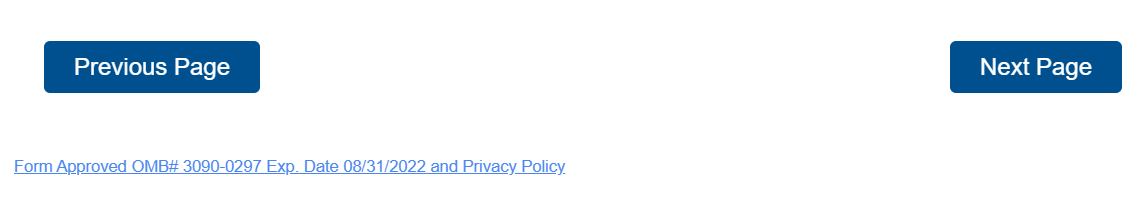 Previous Page
Next Page
Form Approved OMB# 3090-0297 Exp. Date 08/31/2022 and Privacy Policy